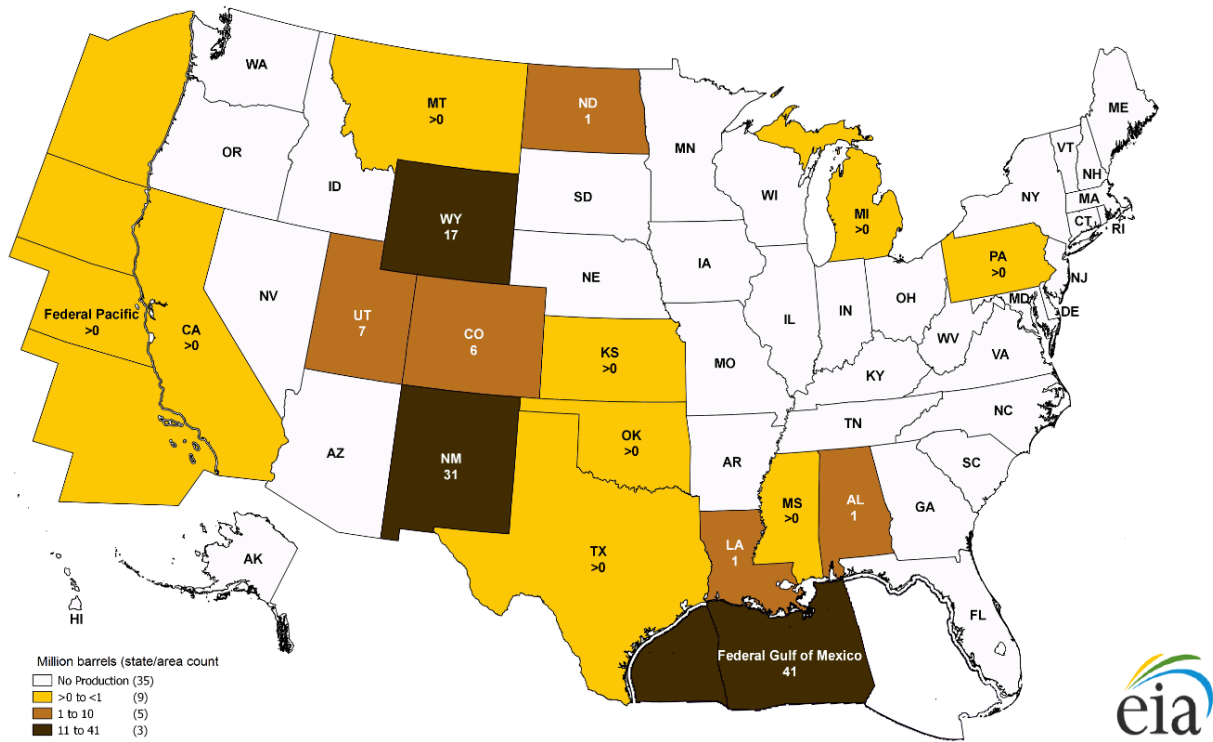 WA
MT
>0
ND
1
MN
ME
VT
NH
OR
ID
WY
17
SD
WI
MI
>0
NY
MA
CT
RI
NE
IA
PA
>0
NJ
NV
UT
7
CO
6
IL
IN
OH
MD
DE
WV
VA
Federal Pacific
>0
CA
>0
KS
>0
MO
KY
NC
TN
AZ
NM
31
OK
>0
AR
SC
MS
>0
AL
1
GA
LA
1
TX
>0
AK
HI
FL
Federal Gulf of Mexico
41
Million barrels (state/area count
No Production (35)
>0 to <1 (9)
1 to 10 (5)
11 to 41 (3)
eia